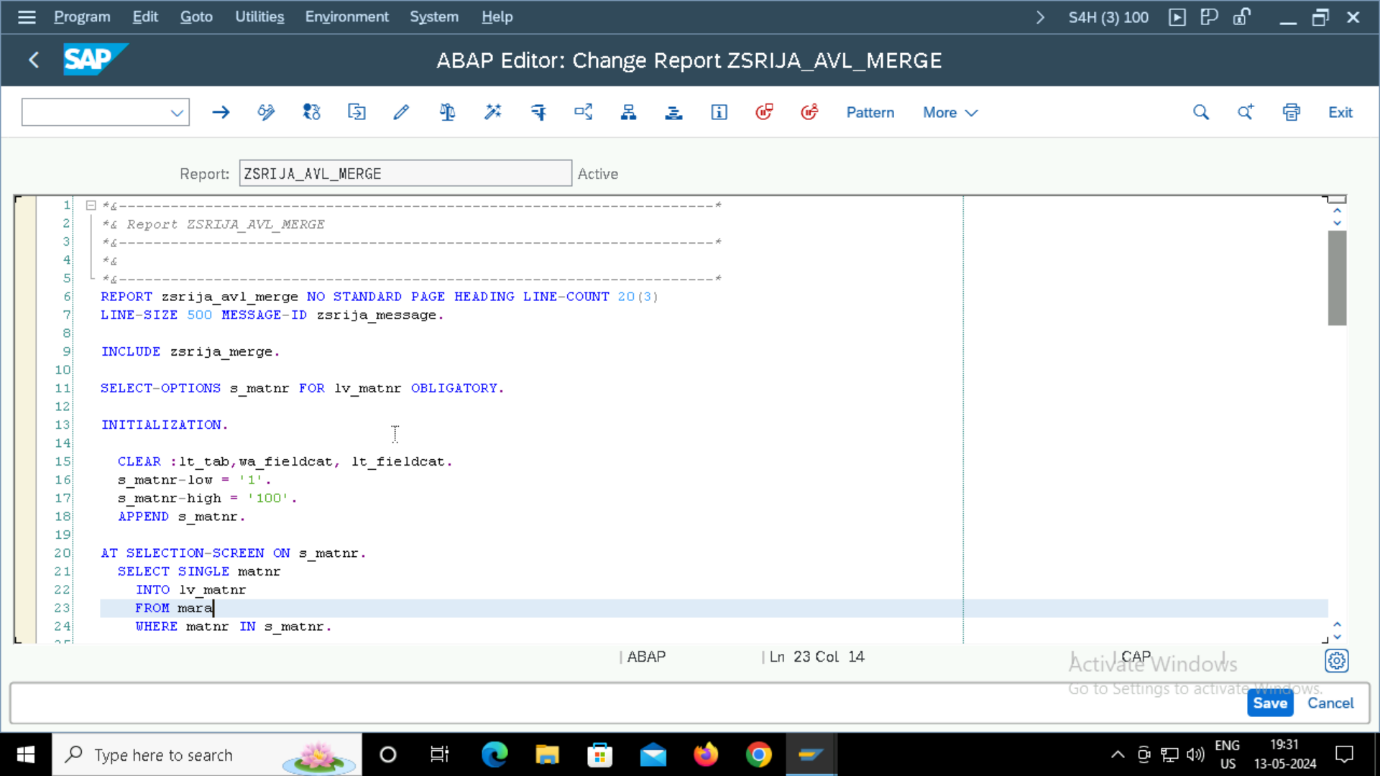 Program Edit Goto Utilities Environment System Help S4H (3) 100
SAP ABAP Editor: Change Report ZSRIJA_AVL_MERGE
Pattern More Exit
Report: ZSRIJA_AVL_MERGE Active
1 *&---------------------------------------------------------------------*
2 *& Report ZSRIJA_AVL_MERGE
3 *&---------------------------------------------------------------------*
4 *&
5 *&---------------------------------------------------------------------*
6 REPORT zsrija_avl_merge NO STANDARD PAGE HEADING LINE-COUNT 20(3)
7 LINE-SIZE 500 MESSAGE-ID zsrija_message.
8
9 INCLUDE zsrija_merge.
10
11 SELECT-OPTIONS s_matnr FOR lv_matnr OBLIGATORY.
12
13 INITIALIZATION.
14
15 CLEAR :lt_tab,wa_fieldcat, lt_fieldcat.
16 s_matnr-low = '1'.
17 s_matnr-high = '100'.
18 APPEND s_matnr.
19
20 AT SELECTION-SCREEN ON s_matnr.
21 SELECT SINGLE matnr
22 INTO lv_matnr
23 FROM mara
24 WHERE matnr IN s_matnr.
ABAP Ln 23 Col 14 CAP
Activate Windows
Go to Settings to activate Windows.
Save Cancel
Type here to search
ENG 19:31
US 13-05-2024